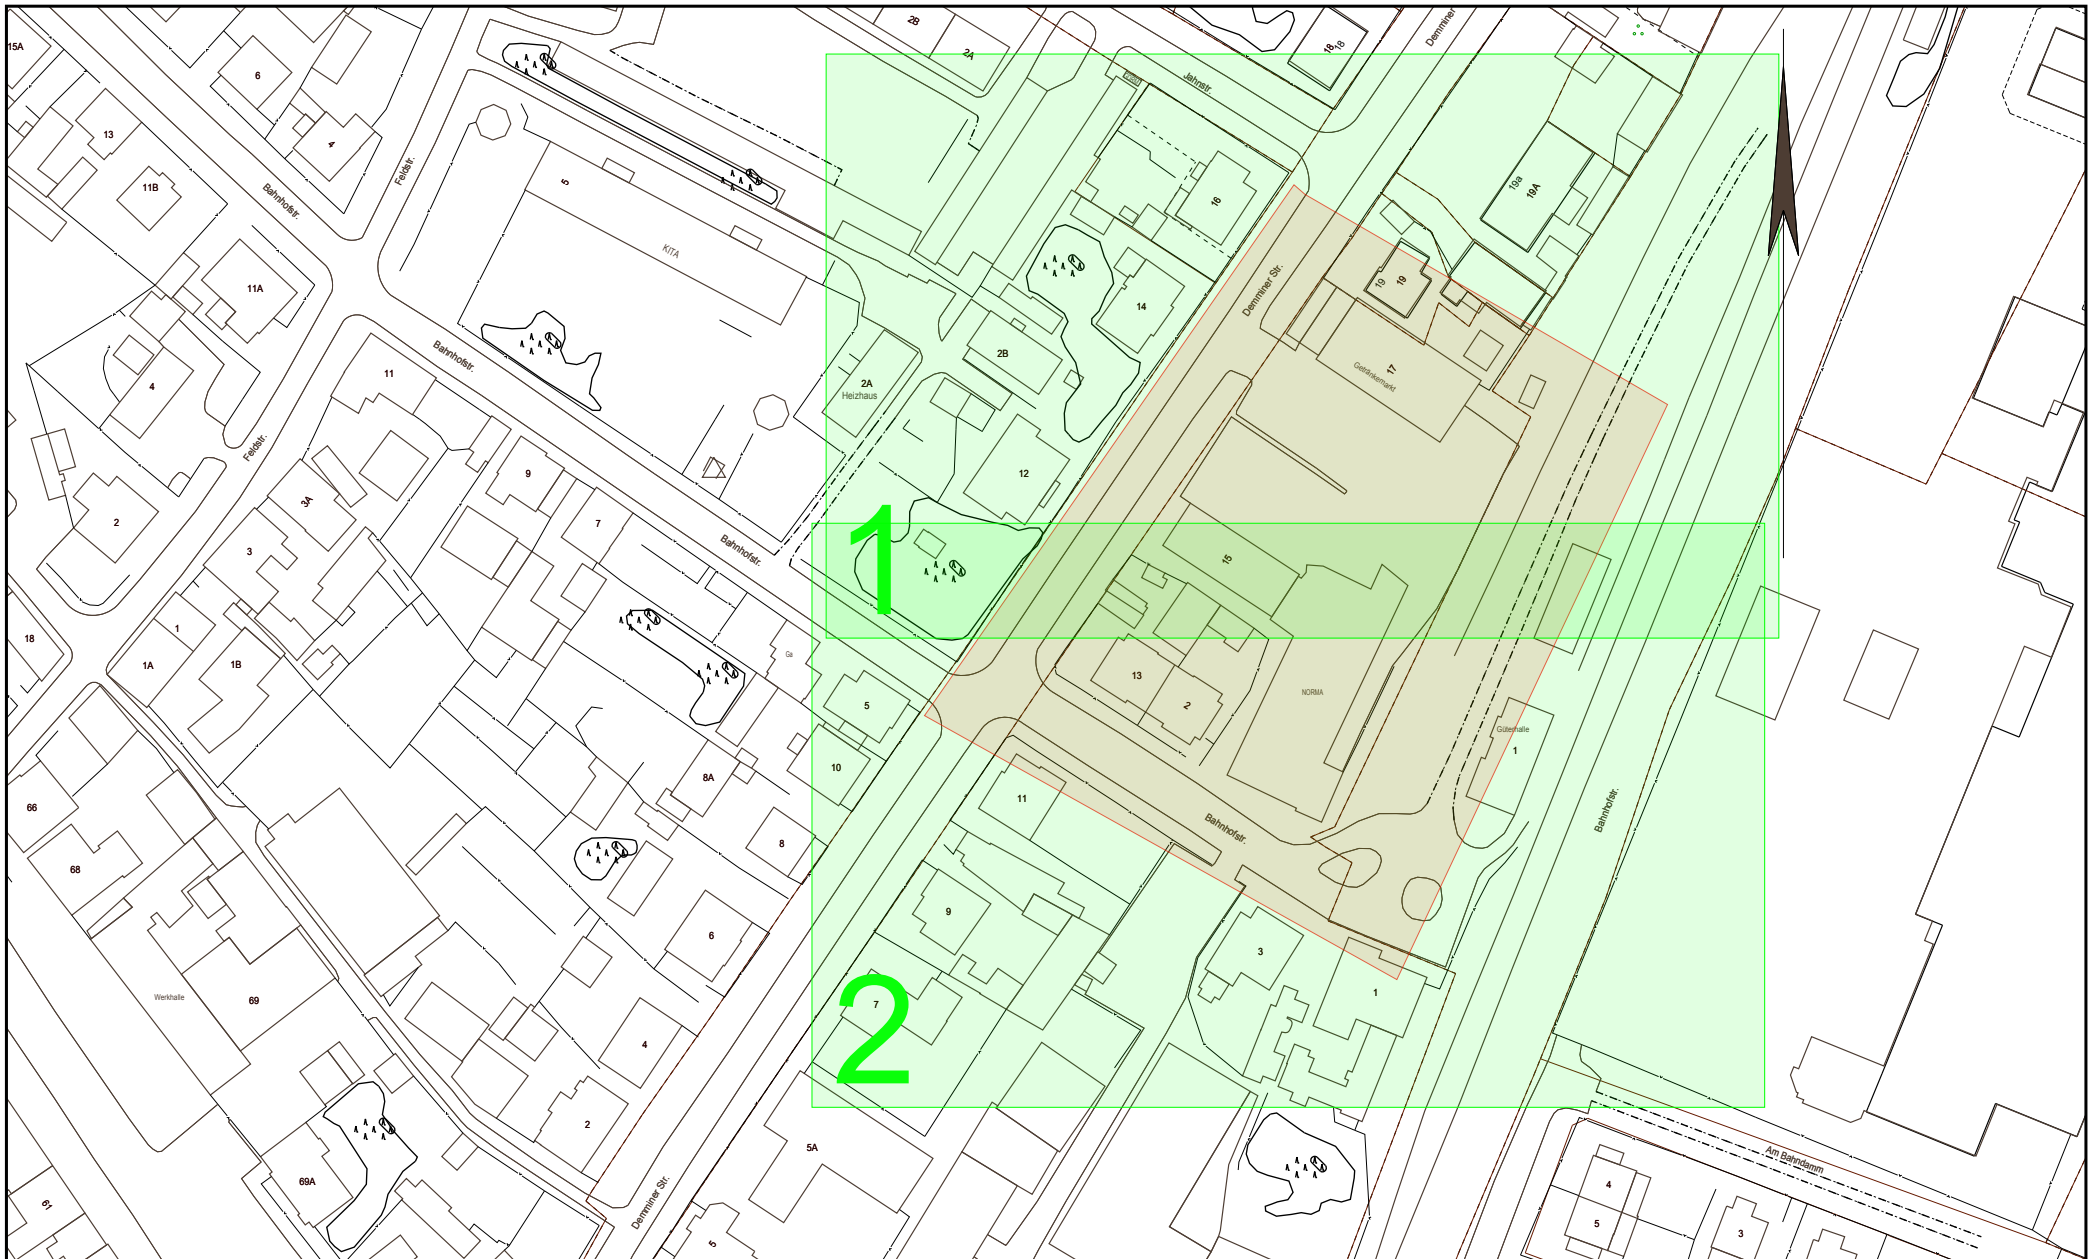 2B
2A
18
18
Demminer
15A
6
Jahnstr.
13
4
Feldstr.
11B
Bahnhofstr.
5
16
19a
19A
KITA
11A
14
Demminer Str.
19
19
2B
Bahnhofstr.
11
4
2A
Heizhaus
17
Getränkemarkt
Feldstr.
9
12
3A
2
7
3
Bahnhofstr.
1
15
18
1
1A
1B
Ga
5
13
2
NORMA
Güterhalle
1
10
8A
11
66
Bahnhofstr.
Bahnhofstr.
8
68
9
6
3
Werkhalle
69
7
1
2
4
2
5A
69A
Am Bahndamm
4
61
Demminer Str.
5
5
3